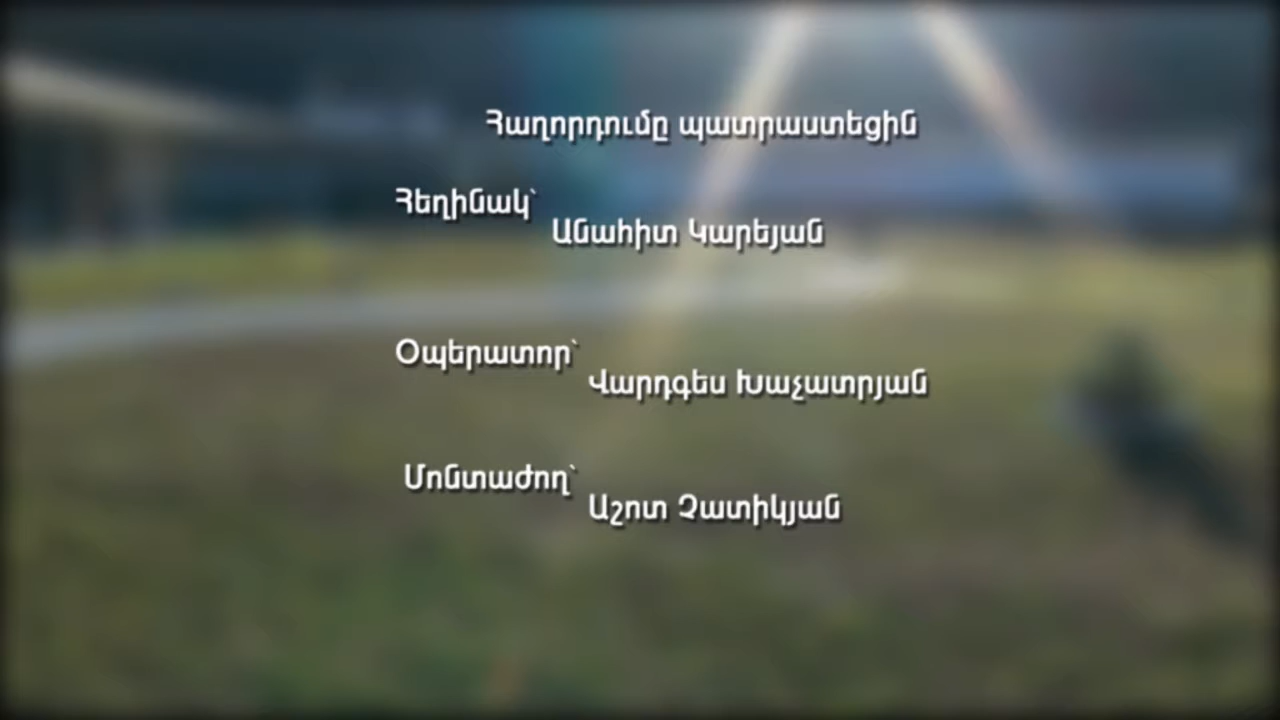 Հաղորդումը պատրաստեցին
Հեղինակ՝
Անահիտ Կարեյան
Օպերատոր՝
Վարդգես Խաչատրյան
Մոնտաժող՝
Աշոտ Չատիկյան